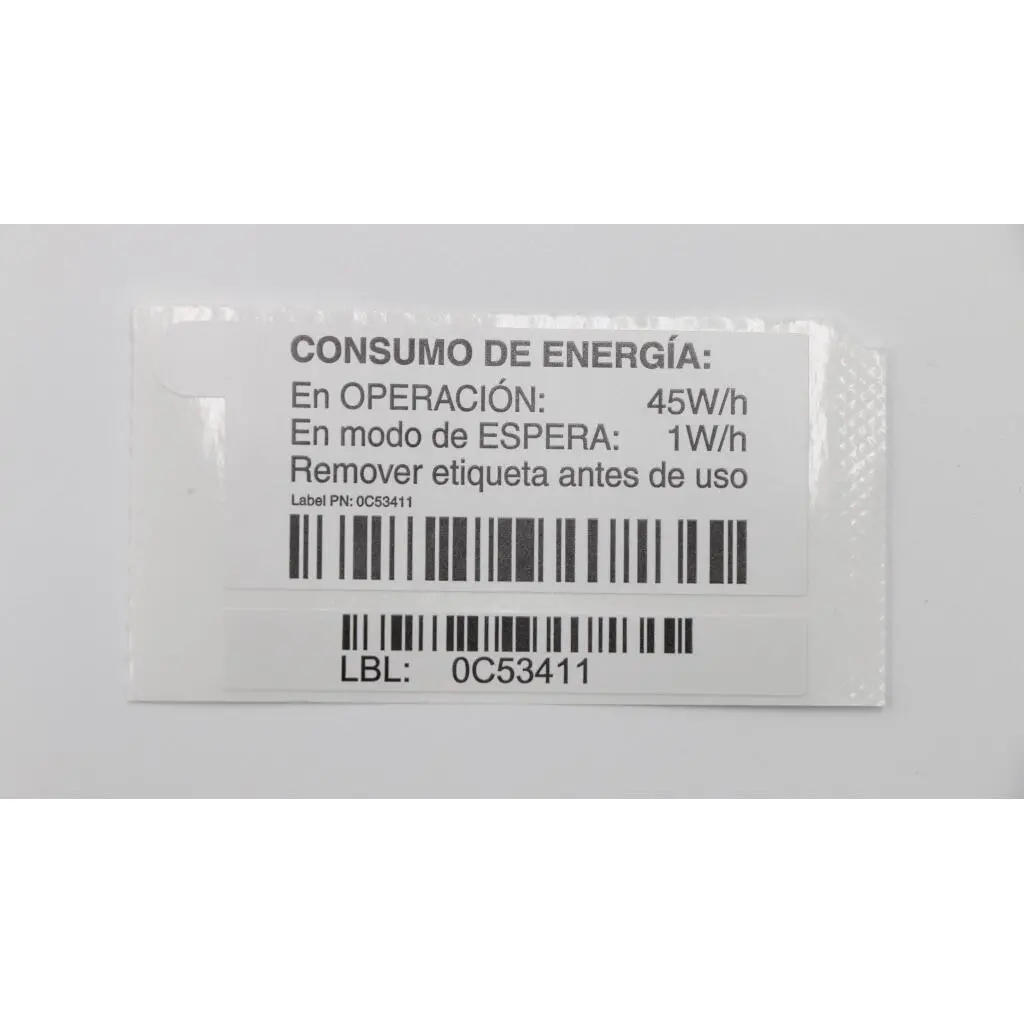 CONSUMO DE ENERGÍA:
En OPERACIÓN: 45W/h
En modo de ESPERA: 1W/h
Remover etiqueta antes de uso
Label PN: 0C53411
LBL: 0C53411